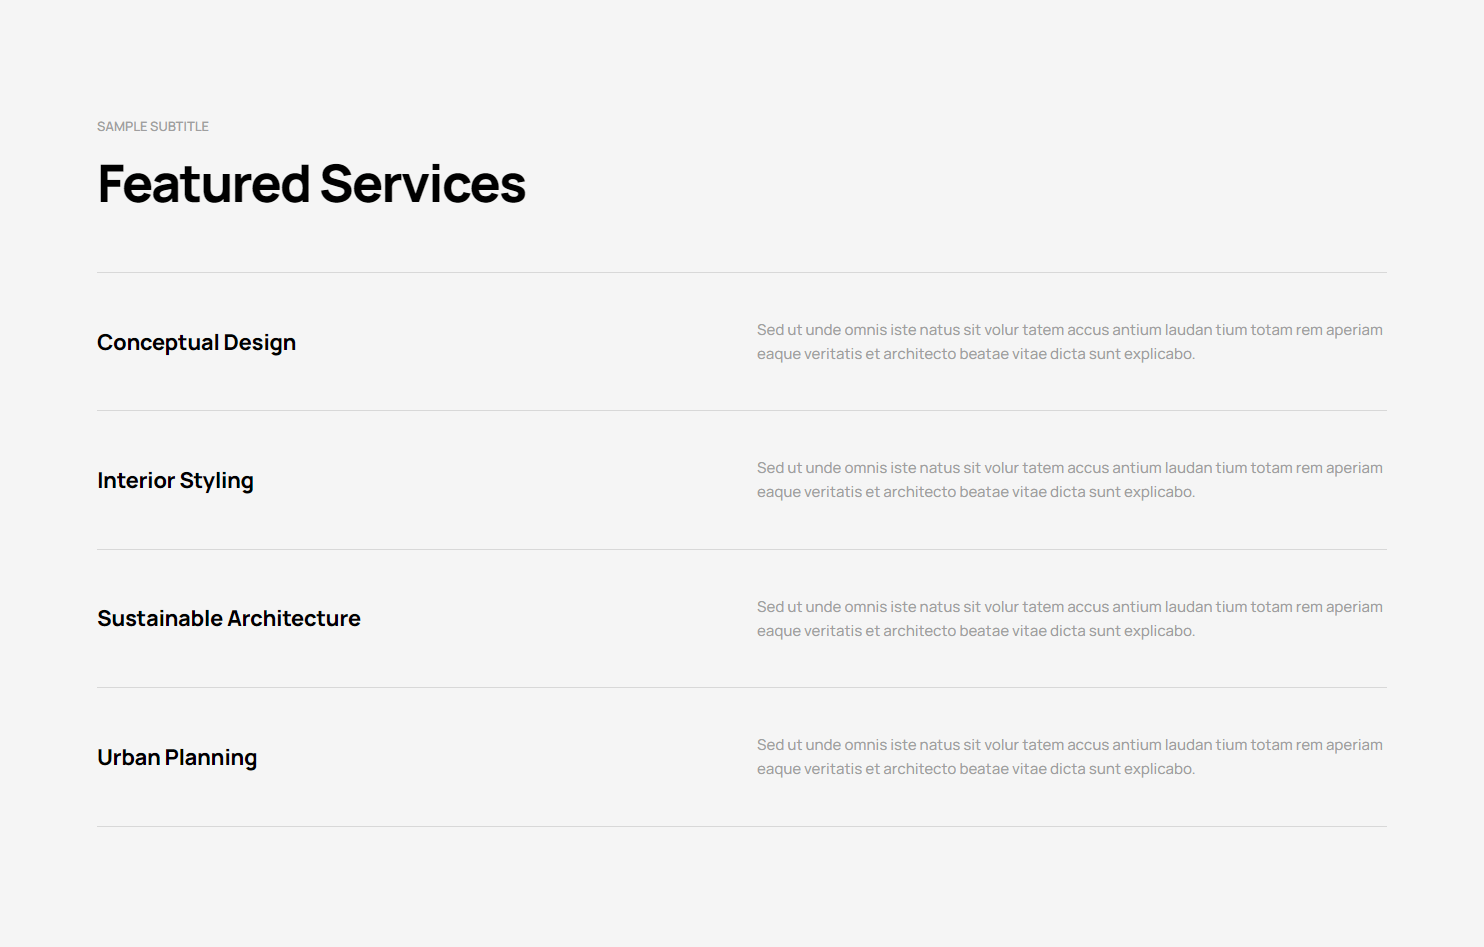 SAMPLE SUBTITLE
Featured Services
Conceptual Design
Sed ut unde omnis iste natus sit volur tatem accus antium laudan tium totam rem aperiam
eaque veritatis et architecto beatae vitae dicta sunt explicabo.
Interior Styling
Sed ut unde omnis iste natus sit volur tatem accus antium laudan tium totam rem aperiam
eaque veritatis et architecto beatae vitae dicta sunt explicabo.
Sustainable Architecture
Sed ut unde omnis iste natus sit volur tatem accus antium laudan tium totam rem aperiam
eaque veritatis et architecto beatae vitae dicta sunt explicabo.
Urban Planning
Sed ut unde omnis iste natus sit volur tatem accus antium laudan tium totam rem aperiam
eaque veritatis et architecto beatae vitae dicta sunt explicabo.